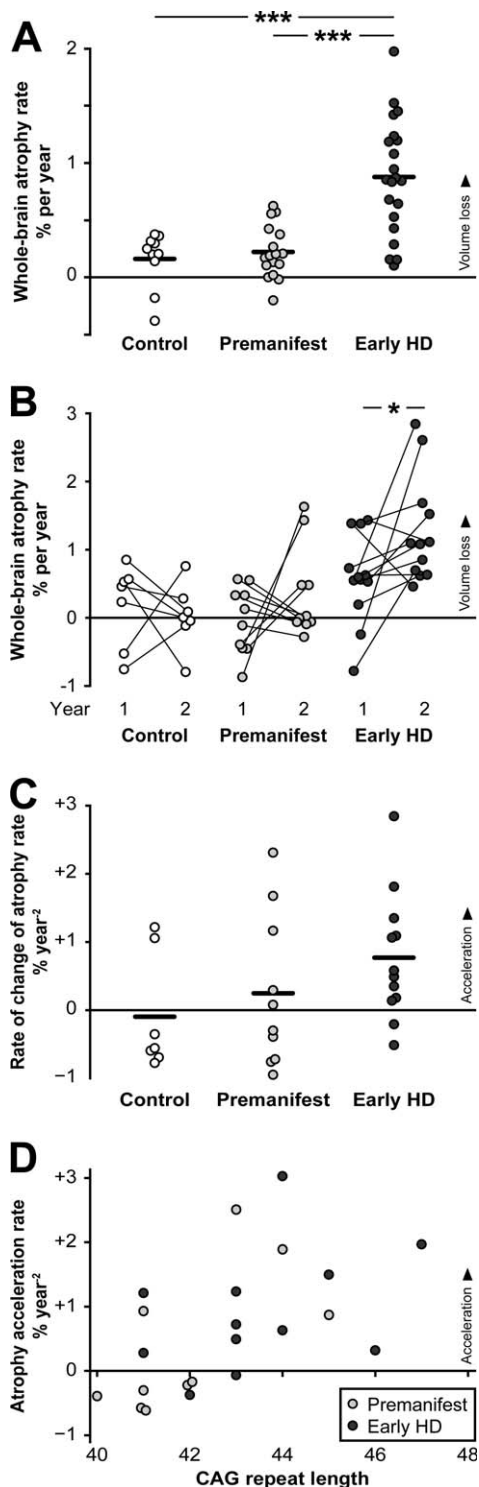 A
***
***
Whole-brain atrophy rate
% per year
2
1
0
Volume loss ▲
Control Premanifest Early HD
B
*
Whole-brain atrophy rate
% per year
3
2
1
0
-1
Volume loss ▲
Year 1 2 1 2 1 2
Control Premanifest Early HD
C
Rate of change of atrophy rate
% year⁻²
+3
+2
+1
0
−1
Acceleration ▲
Control Premanifest Early HD
D
Atrophy acceleration rate
% year⁻²
+3
+2
+1
0
−1
Acceleration ▲
Premanifest
Early HD
40 42 44 46 48
CAG repeat length